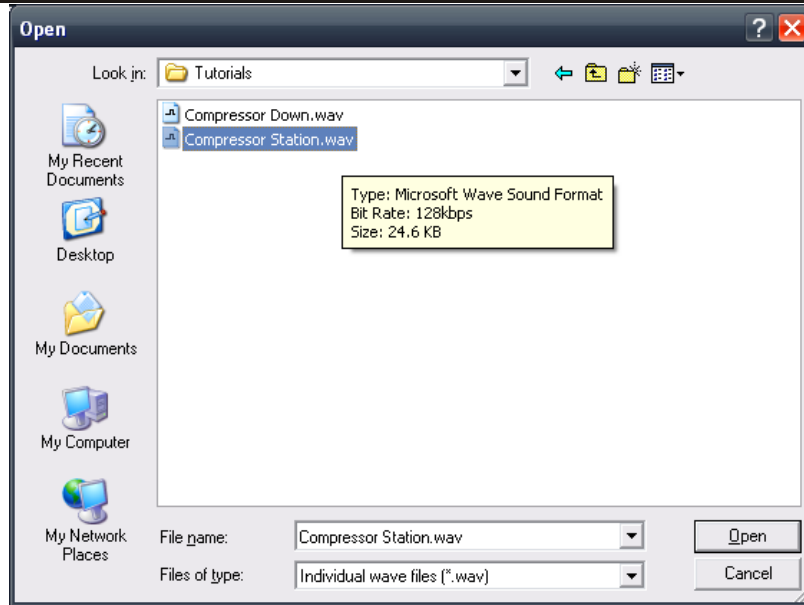 Open
Look in: Tutorials
Compressor Down.wav
Compressor Station.wav
Type: Microsoft Wave Sound Format
Bit Rate: 128kbps
Size: 24.6 KB
My Recent
Documents
Desktop
My Documents
My Computer
My Network
Places
File name: Compressor Station.wav Open
Files of type: Individual wave files (*.wav) Cancel